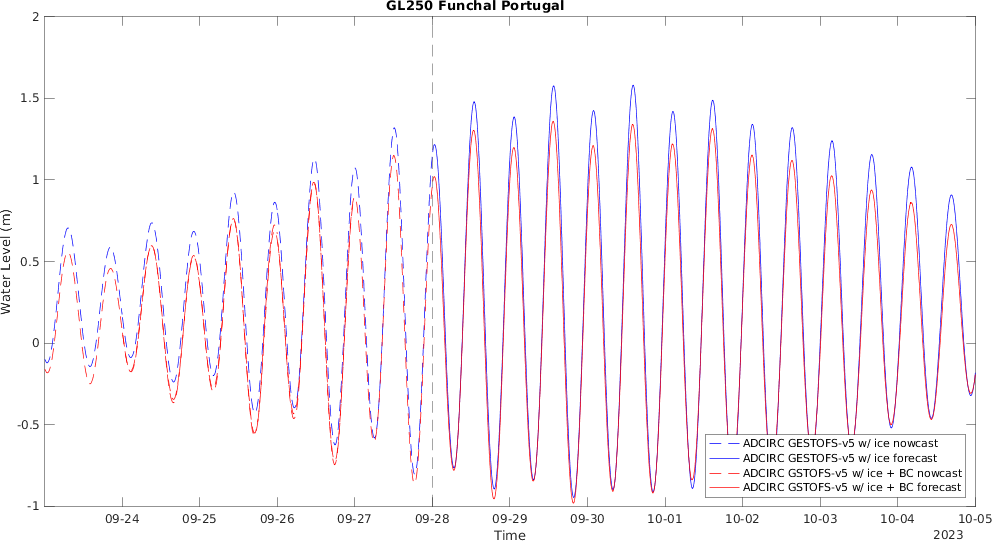 GL250 Funchal Portugal
2
1.5
1
0.5
0
-0.5
-1
Water Level (m)
09-24 09-25 09-26 09-27 09-28 09-29 09-30 10-01 10-02 10-03 10-04 10-05
Time
2023
ADCIRC GESTOFS-v5 w/ ice nowcast
ADCIRC GESTOFS-v5 w/ ice forecast
ADCIRC GSTOFS-v5 w/ ice + BC nowcast
ADCIRC GSTOFS-v5 w/ ice + BC forecast